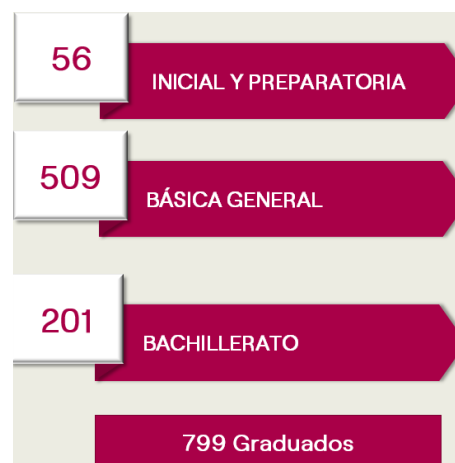 56
INICIAL Y PREPARATORIA
509
BÁSICA GENERAL
201
BACHILLERATO
799 Graduados